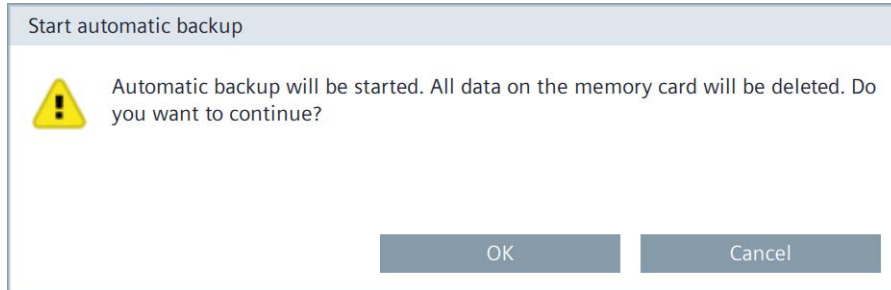 Start automatic backup
Automatic backup will be started. All data on the memory card will be deleted. Do
you want to continue?
OK
Cancel